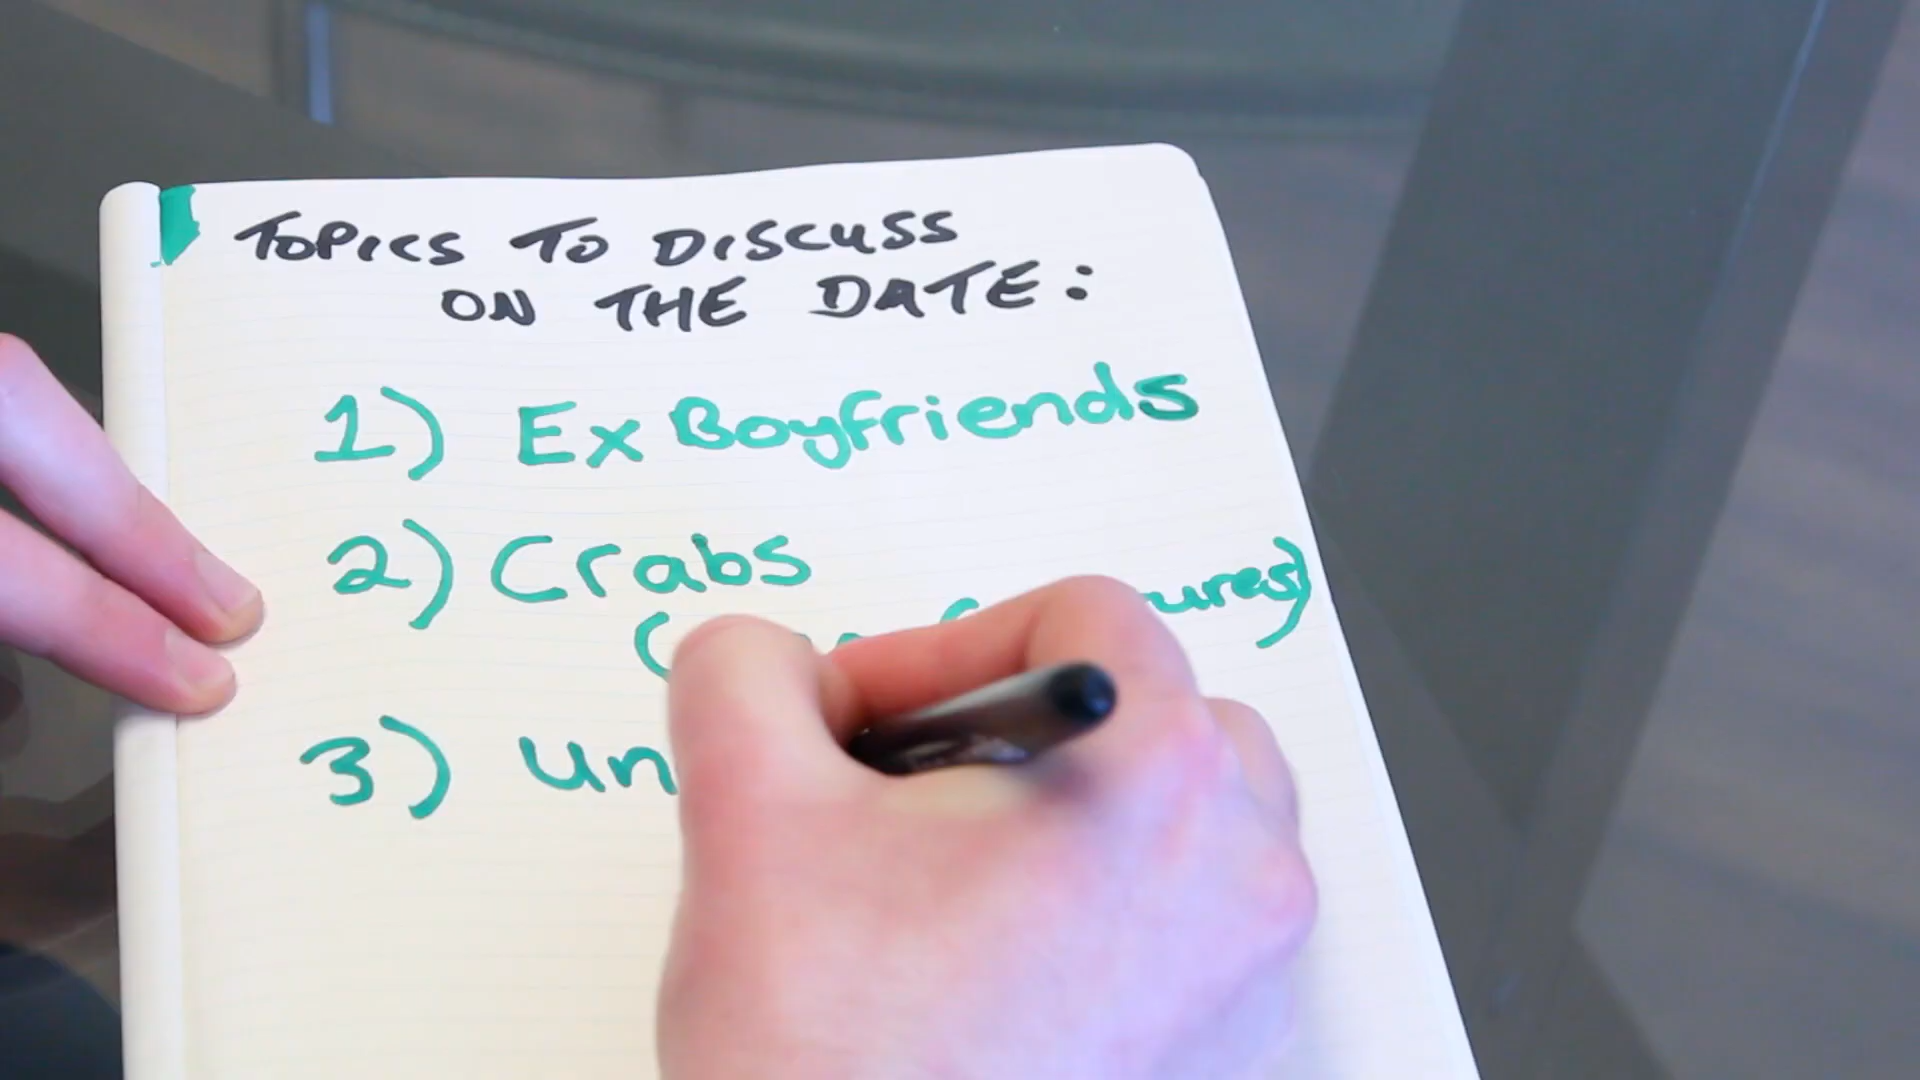 TOPICS TO DISCUSS
ON THE DATE:
1) Ex Boyfriends
2) Crabs
3)